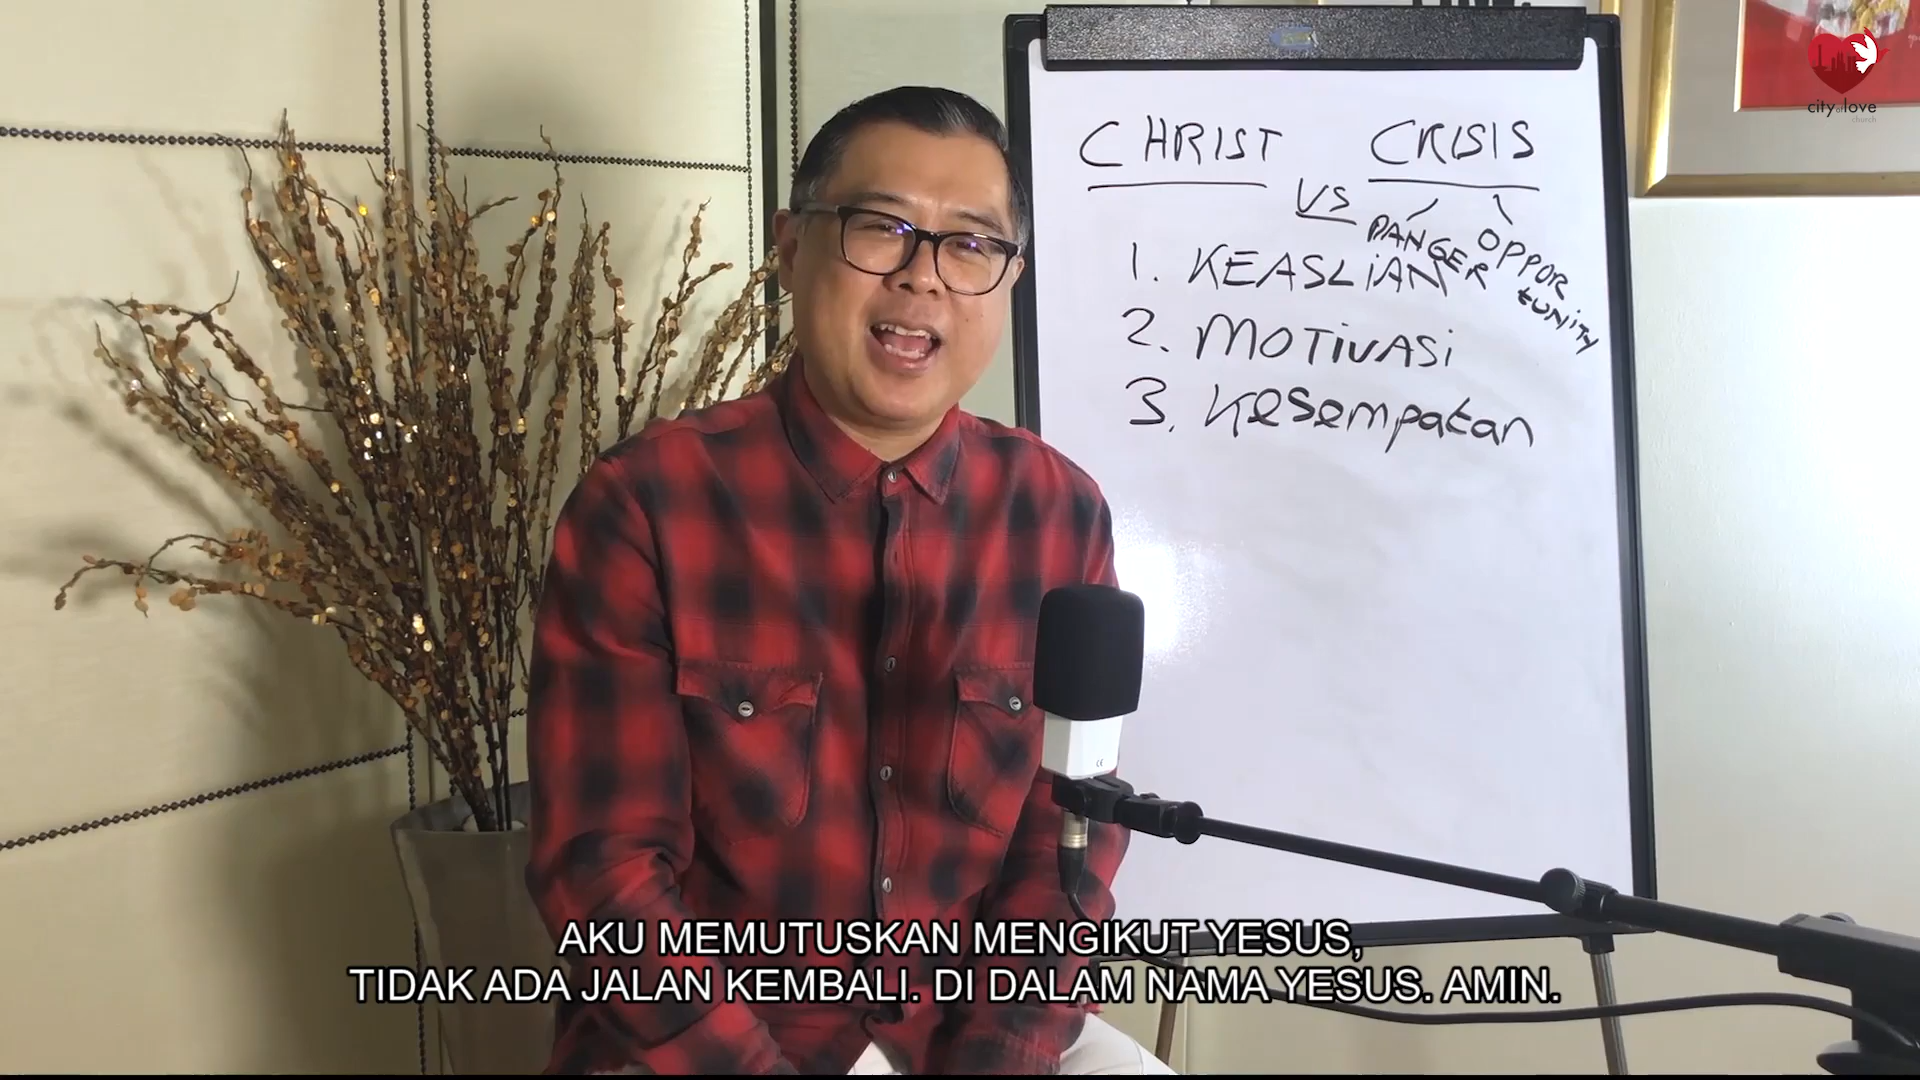 city of love
church
CHRIST CRISIS
VS
DANGER OPPOR
tUNiTY
1. KEASLiAN
2. MOTiVASi
3. Kesempatan
CE
AKU MEMUTUSKAN MENGIKUT YESUS,
TIDAK ADA JALAN KEMBALI. DI DALAM NAMA YESUS. AMIN.